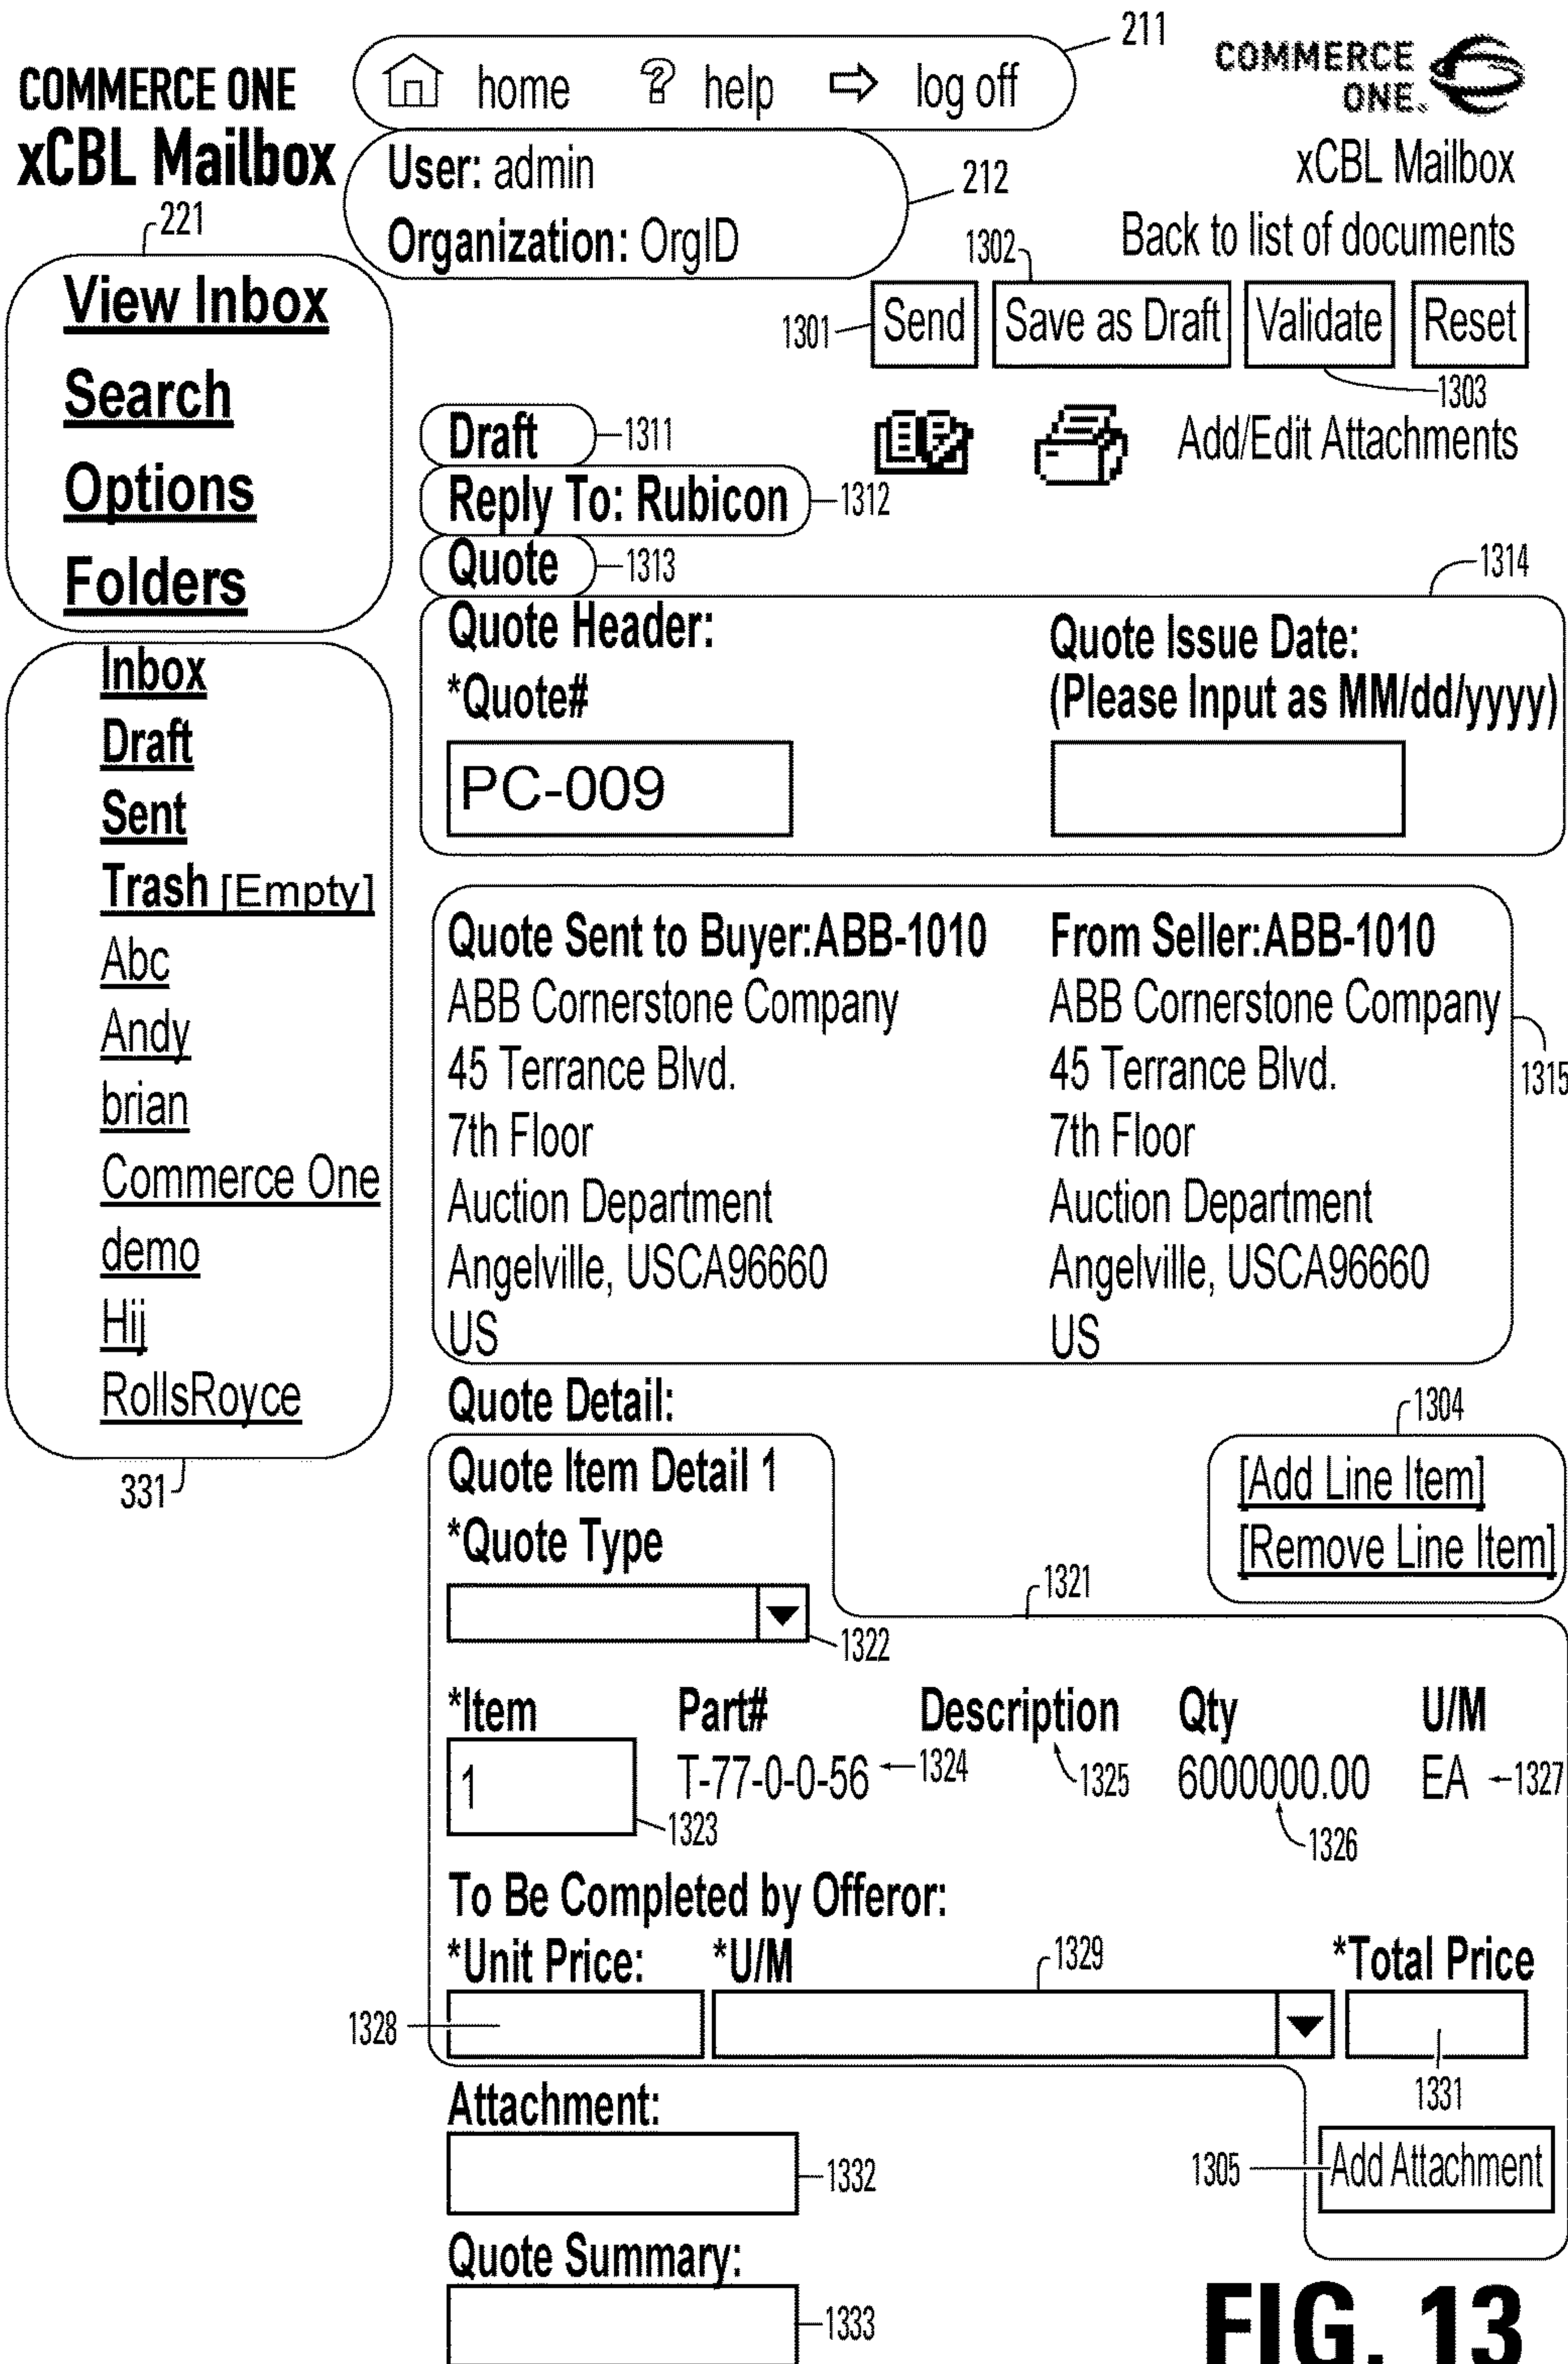 211
COMMERCE ONE
xCBL Mailbox
home ? help log off
COMMERCE
ONE.
xCBL Mailbox
User: admin
Organization: OrgID
212
Back to list of documents
221
View Inbox
Search
Options
Folders
1302
1301
Send
Save as Draft
Validate
Reset
1303
Draft
1311
Add/Edit Attachments
Reply To: Rubicon
1312
Quote
1313
1314
Inbox
Draft
Sent
Trash [Empty]
Abc
Andy
brian
Commerce One
demo
Hij
RollsRoyce
331
Quote Header:
*Quote#
PC-009
Quote Issue Date:
(Please Input as MM/dd/yyyy)
Quote Sent to Buyer:ABB-1010
ABB Cornerstone Company
45 Terrance Blvd.
7th Floor
Auction Department
Angelville, USCA96660
US
From Seller:ABB-1010
ABB Cornerstone Company
45 Terrance Blvd.
7th Floor
Auction Department
Angelville, USCA96660
US
1315
Quote Detail:
1304
Quote Item Detail 1
[Add Line Item]
[Remove Line Item]
*Quote Type
1321
1322
*Item Part# Description Qty U/M
1 T-77-0-0-56 1324 1325 6000000.00 EA 1327
1323
1326
To Be Completed by Offeror:
*Unit Price: *U/M 1329 *Total Price
1328
1331
Attachment:
1332
1305
Add Attachment
Quote Summary:
1333
FIG. 13